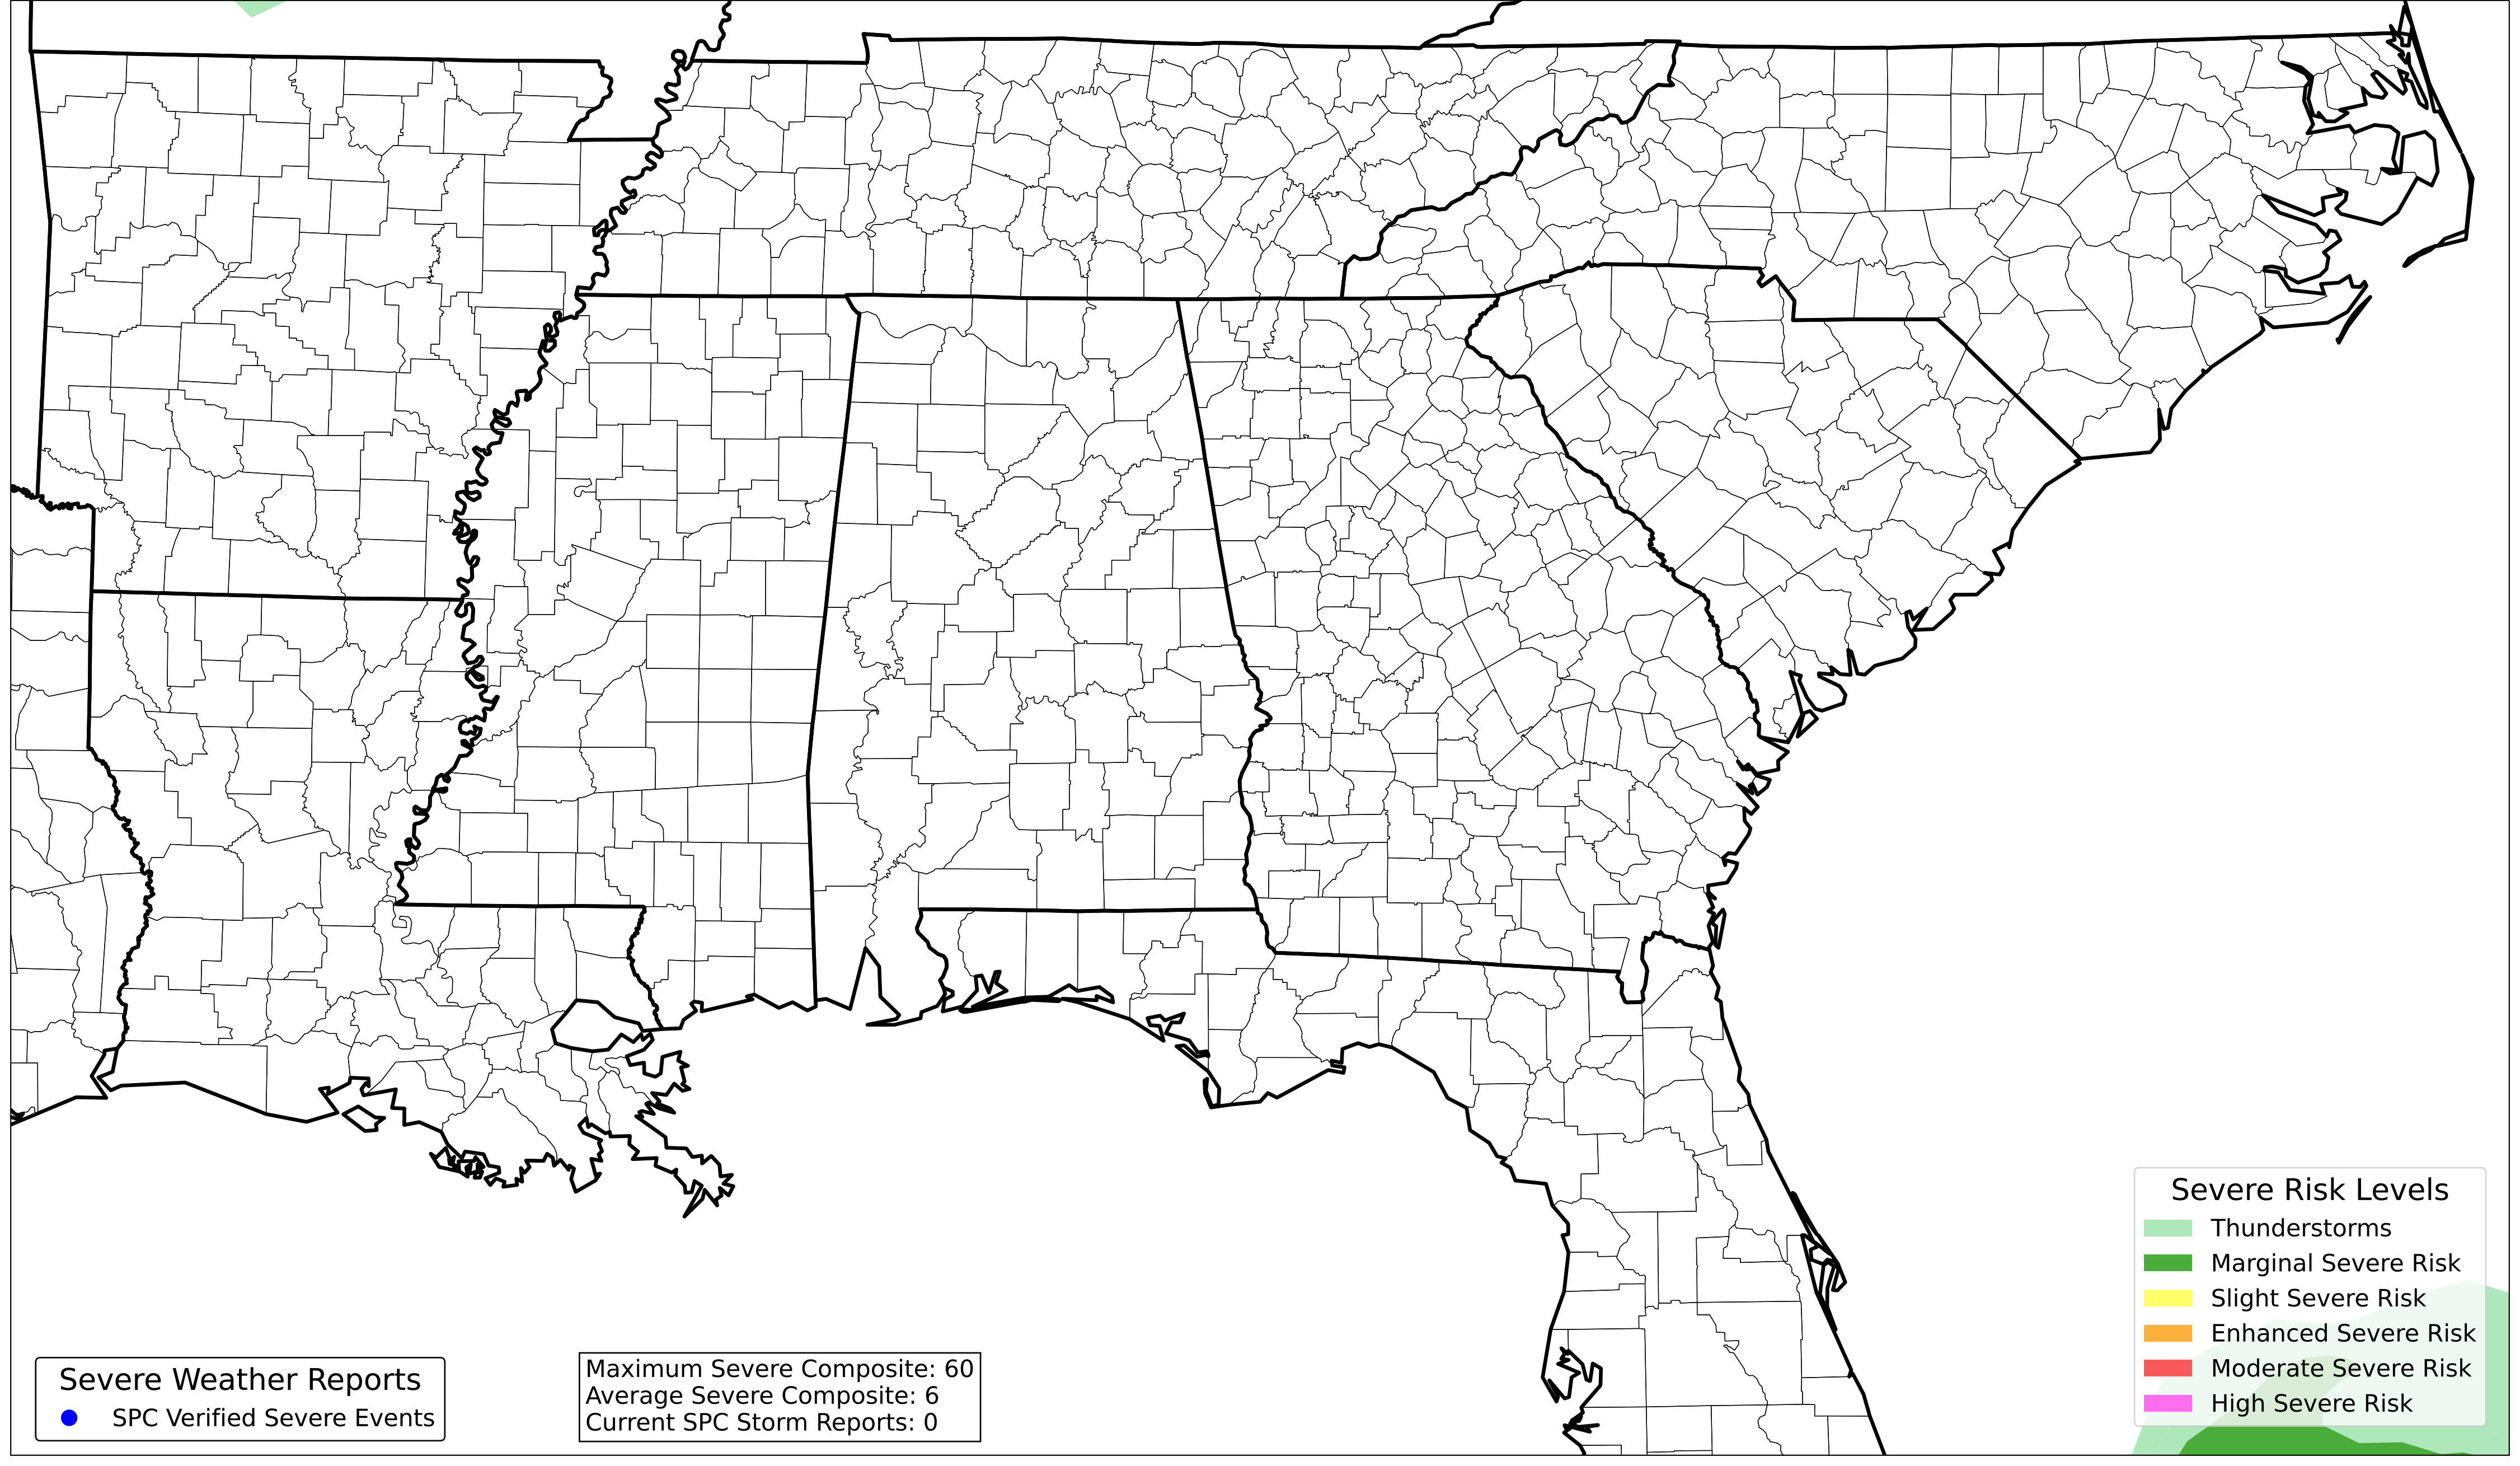 Severe Risk Levels
Thunderstorms
Marginal Severe Risk
Slight Severe Risk
Enhanced Severe Risk
Moderate Severe Risk
High Severe Risk
Severe Weather Reports
SPC Verified Severe Events
Maximum Severe Composite: 60
Average Severe Composite: 6
Current SPC Storm Reports: 0